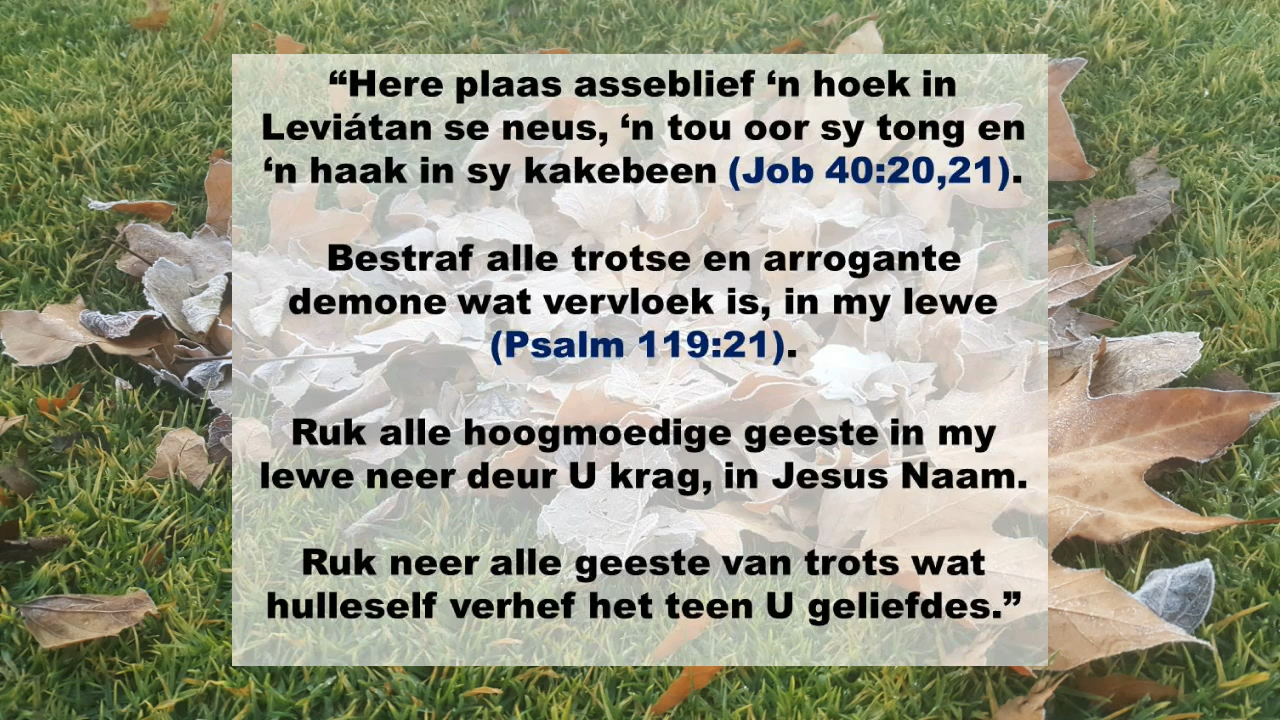 “Here plaas asseblief ‘n hoek in
Leviátan se neus, ‘n tou oor sy tong en
‘n haak in sy kakebeen (Job 40:20,21).
Bestraf alle trotse en arrogante
demone wat vervloek is, in my lewe
(Psalm 119:21).
Ruk alle hoogmoedige geeste in my
lewe neer deur U krag, in Jesus Naam.
Ruk neer alle geeste van trots wat
hulleself verhef het teen U geliefdes.”